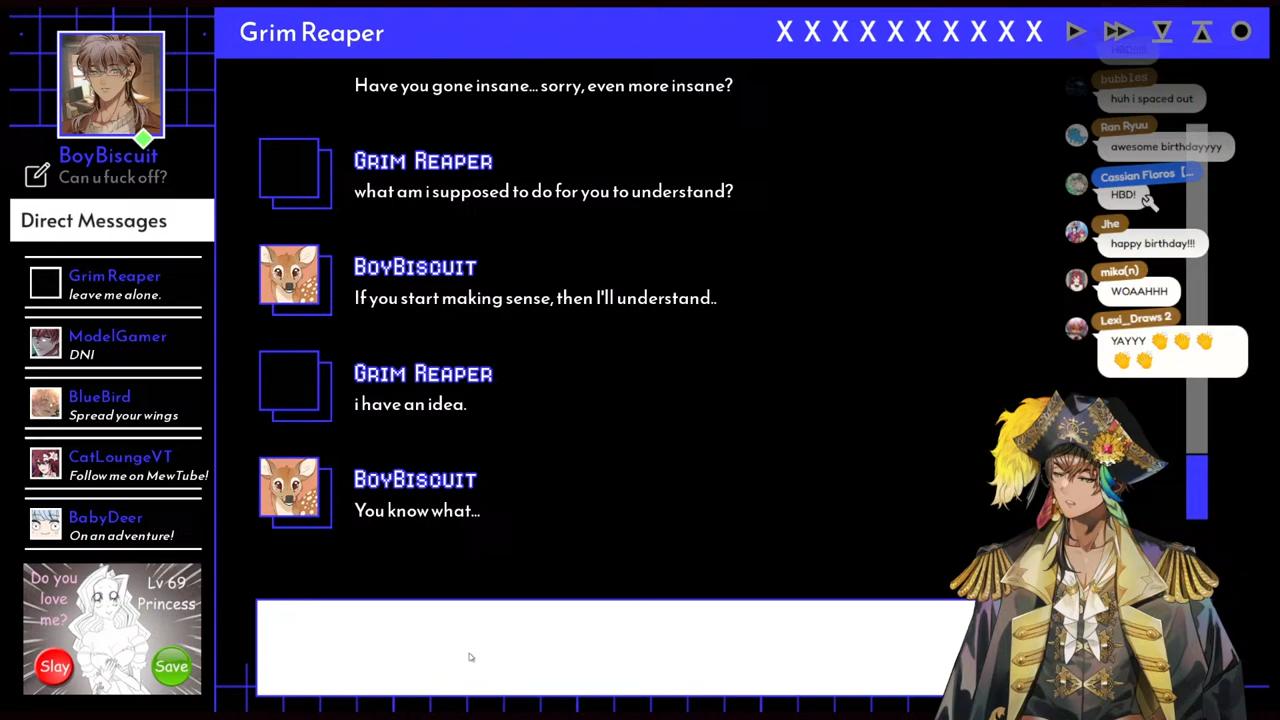 Grim Reaper
X X X X X X X X X X
BoyBiscuit
Can u fuck off?
Direct Messages
Grim Reaper
leave me alone.
ModelGamer
DNI
BlueBird
Spread your wings
CatLoungeVT
Follow me on MewTube!
BabyDeer
On an adventure!
Do you
love
me?
Lv 69
Princess
Slay
Save
Have you gone insane... sorry, even more insane?
Grim Reaper
what am i supposed to do for you to understand?
BoyBiscuit
If you start making sense, then I'll understand..
Grim Reaper
i have an idea.
BoyBiscuit
You know what...
HBD!!!!!
bubbles
huh i spaced out
Ran Ryuu
awesome birthdayyyy
Cassian Floros [...
HBD!
Jhe
happy birthday!!!
mika(n)
WOAAHHH
Lexi_Draws 2
YAYYY 👏 👏 👏
👏 👏